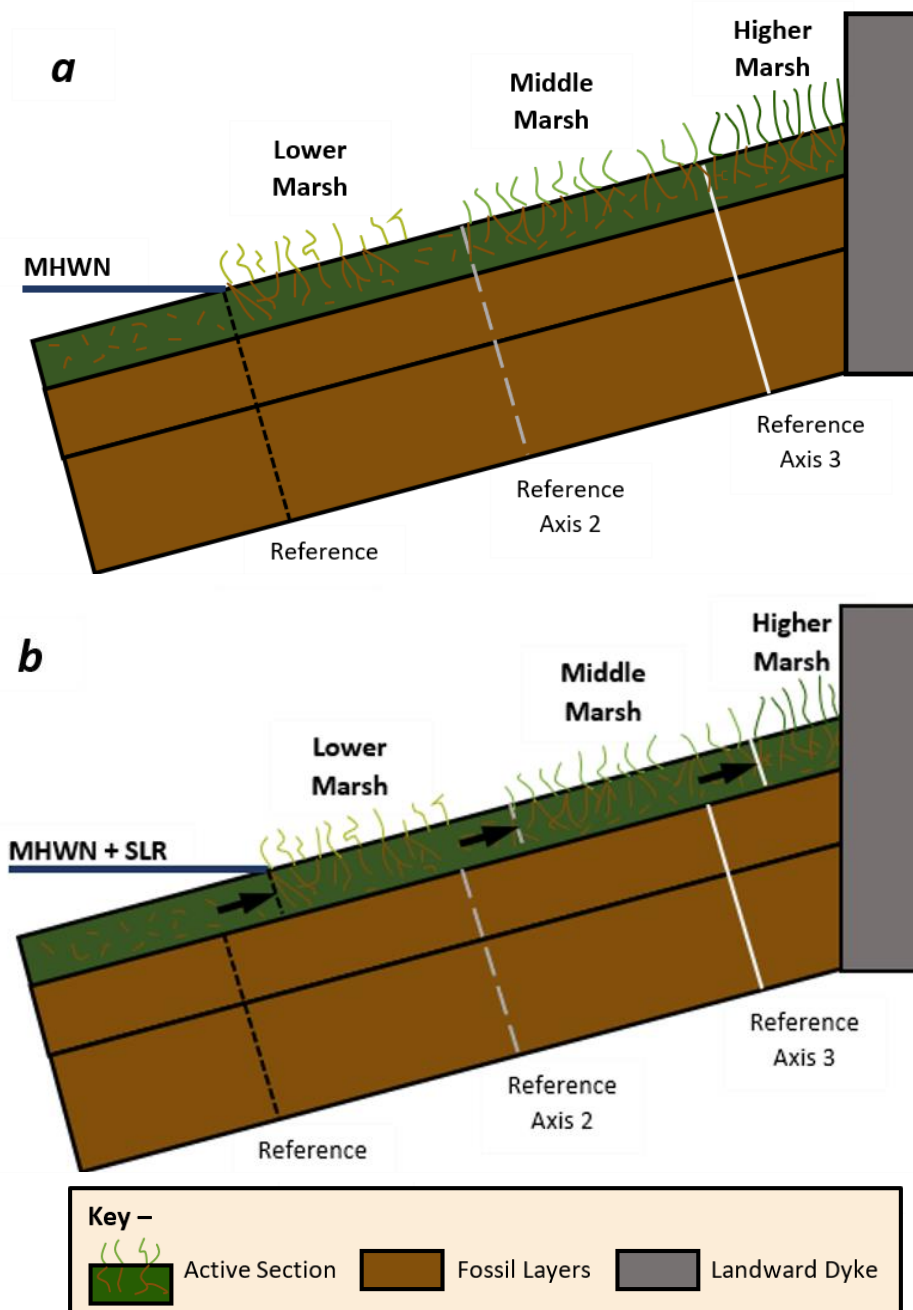 a
Higher
Marsh
Middle
Marsh
Lower
Marsh
MHWN
Reference
Axis 3
Reference
Axis 2
Reference
b
Higher
Marsh
Middle
Marsh
Lower
Marsh
MHWN + SLR
Reference
Axis 3
Reference
Axis 2
Reference
Key –
Active Section
Fossil Layers
Landward Dyke